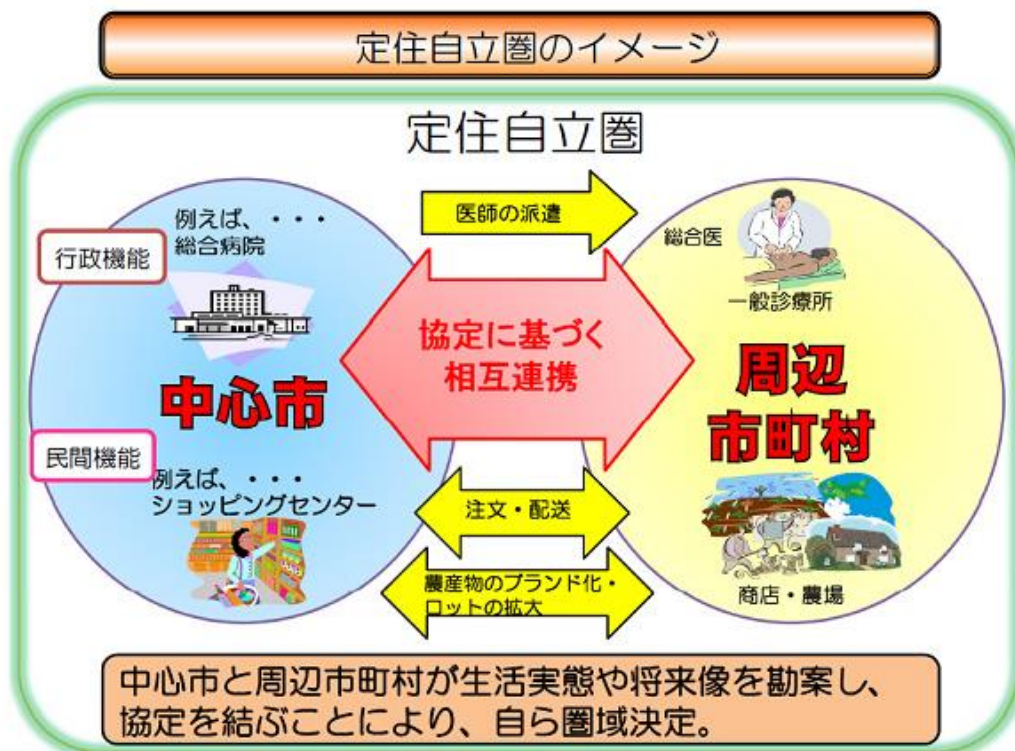 定住自立圏のイメージ
定住自立圏
医師の派遣
例えば、・・・
総合病院
行政機能
総合医
一般診療所
協定に基づく
相互連携
中心市
周辺
市町村
民間機能
例えば、・・・
ショッピングセンター
注文・配送
農産物のブランド化・
ロットの拡大
商店・農場
中心市と周辺市町村が生活実態や将来像を勘案し、
協定を結ぶことにより、自ら圏域決定。